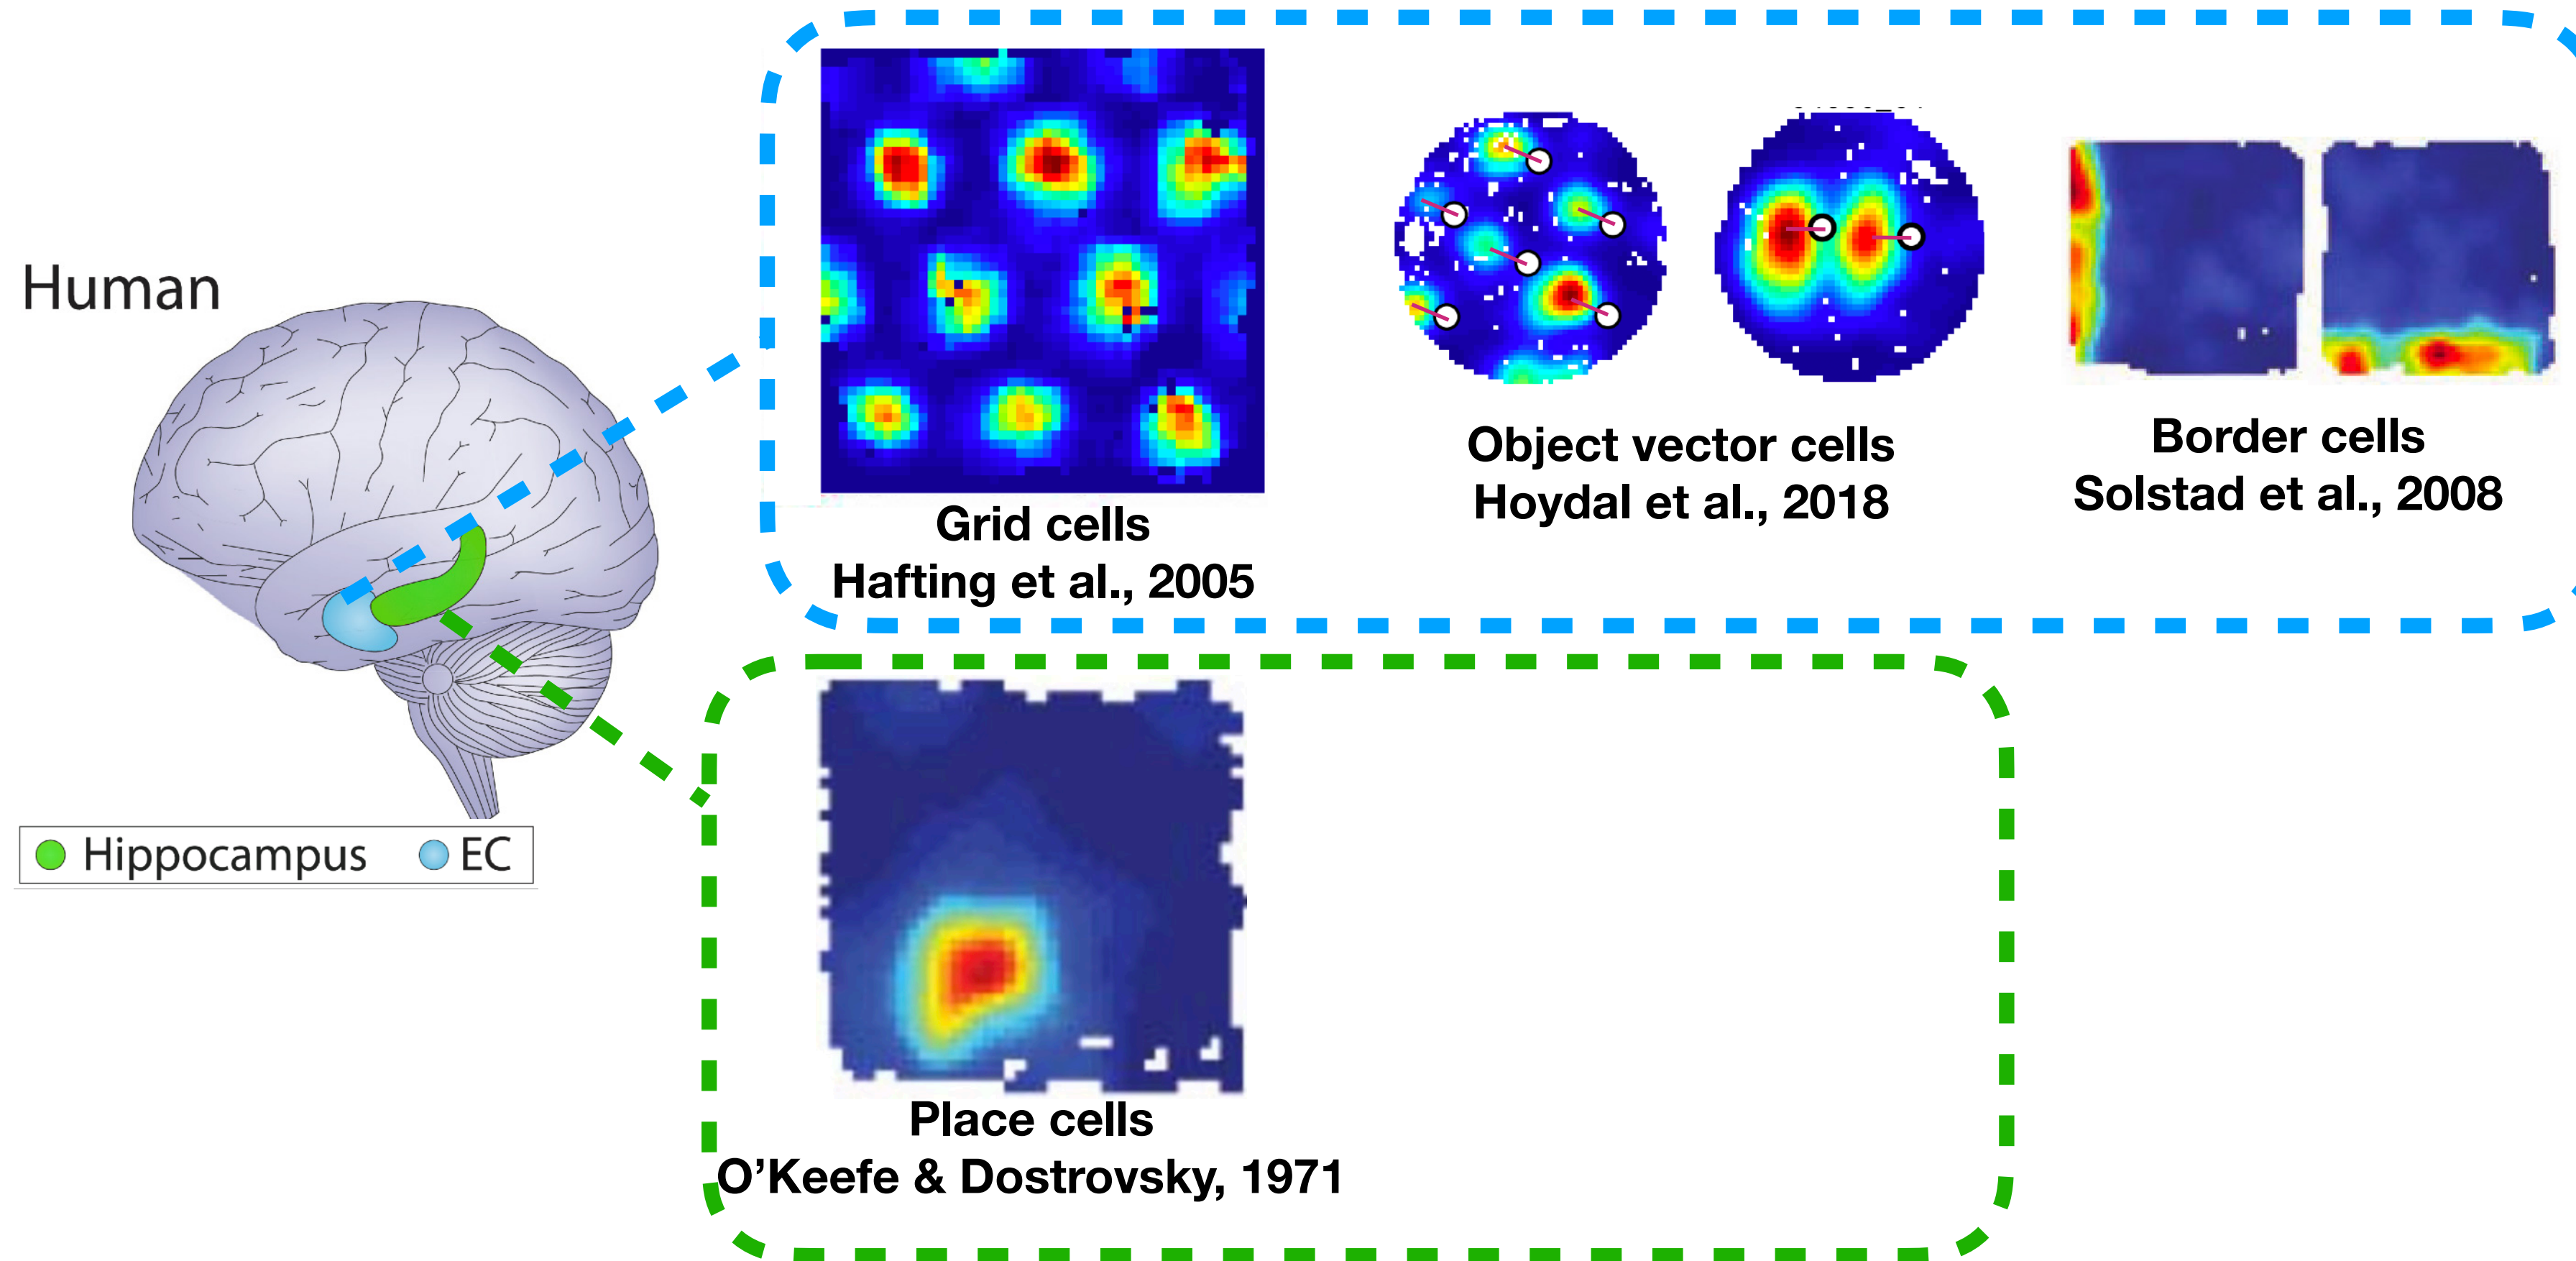 Human
Hippocampus
EC
Grid cells
Hafting et al., 2005
Object vector cells
Hoydal et al., 2018
Border cells
Solstad et al., 2008
Place cells
O’Keefe & Dostrovsky, 1971